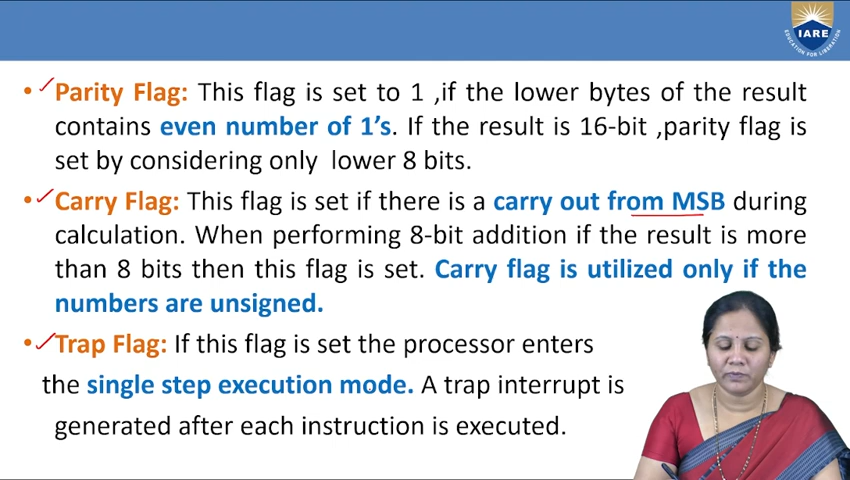 IARE
EDUCATION FOR LIBERATION
• Parity Flag: This flag is set to 1 ,if the lower bytes of the result
contains even number of 1's. If the result is 16-bit ,parity flag is
set by considering only lower 8 bits.
• Carry Flag: This flag is set if there is a carry out from MSB during
calculation. When performing 8-bit addition if the result is more
than 8 bits then this flag is set. Carry flag is utilized only if the
numbers are unsigned.
• Trap Flag: If this flag is set the processor enters
the single step execution mode. A trap interrupt is
generated after each instruction is executed.